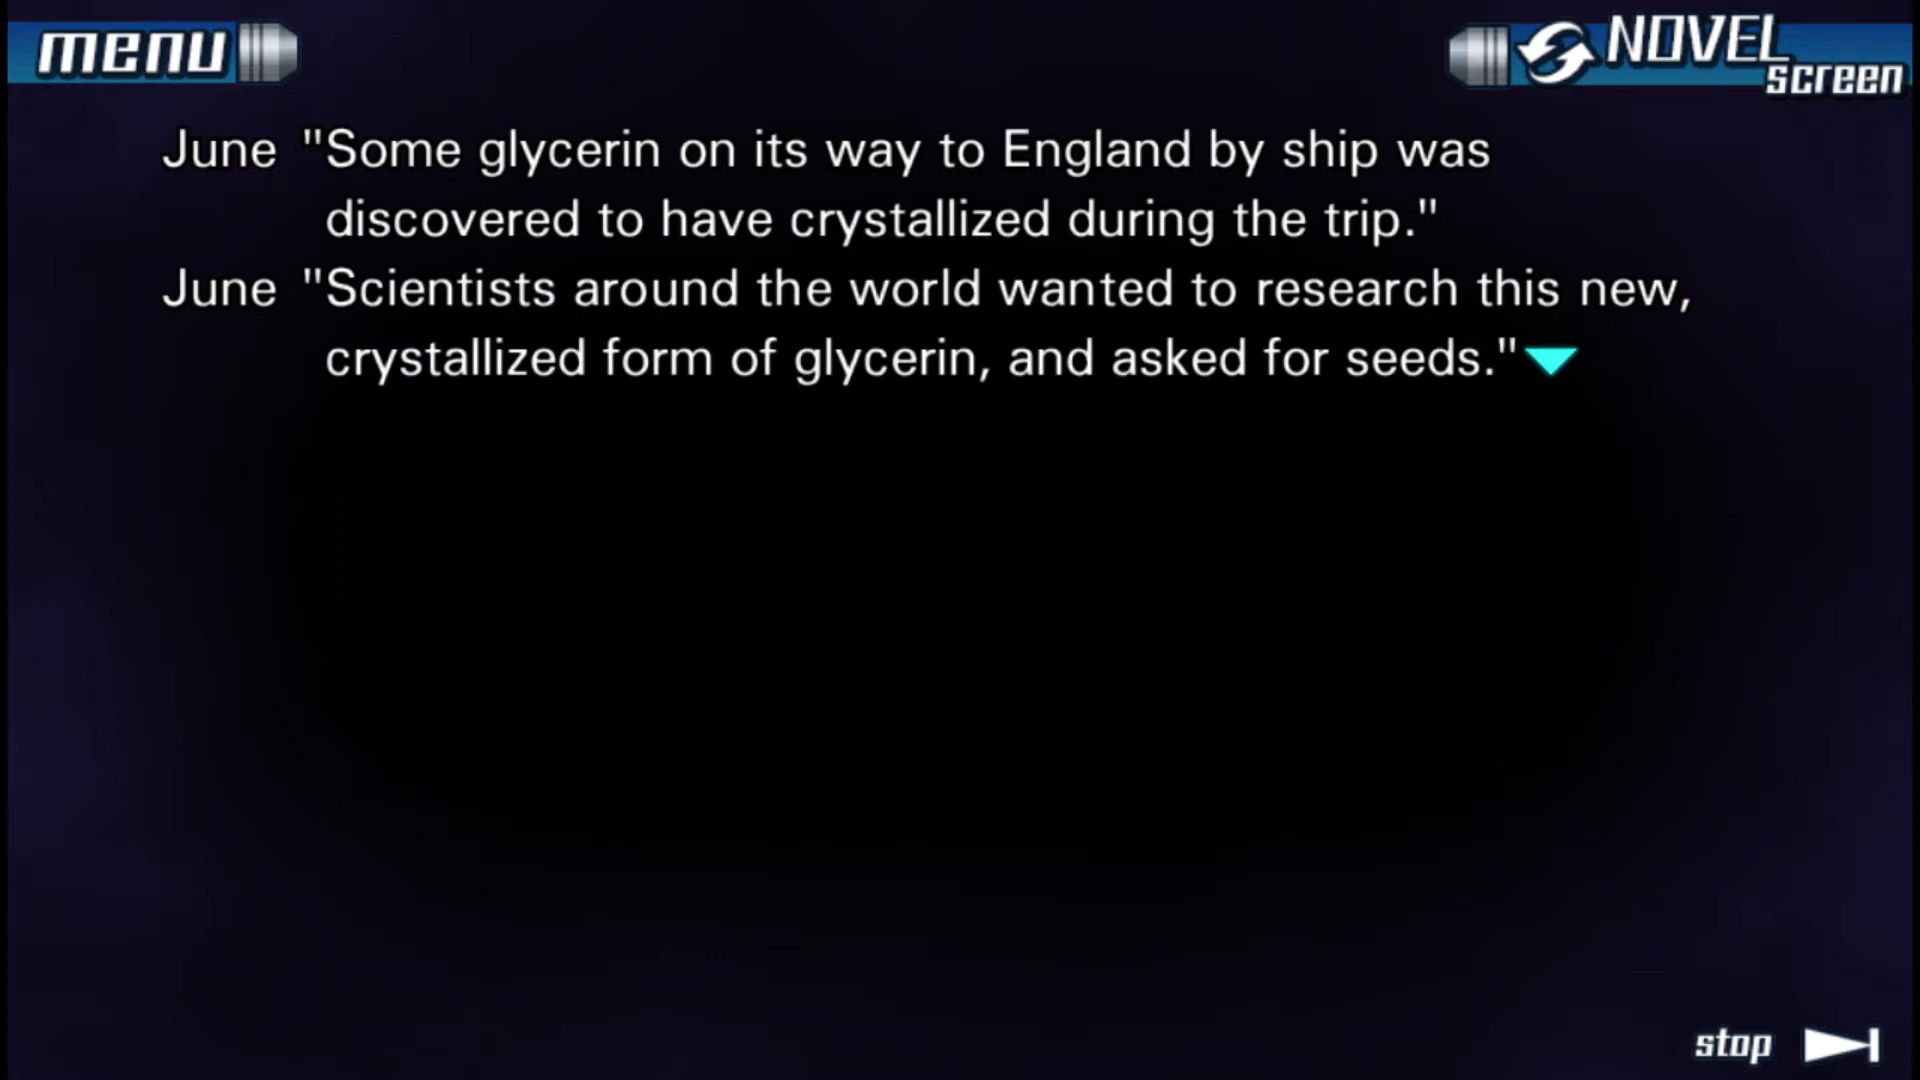 menu
NOVEL
screen
June "Some glycerin on its way to England by ship was
discovered to have crystallized during the trip."
June "Scientists around the world wanted to research this new,
crystallized form of glycerin, and asked for seeds."
stop